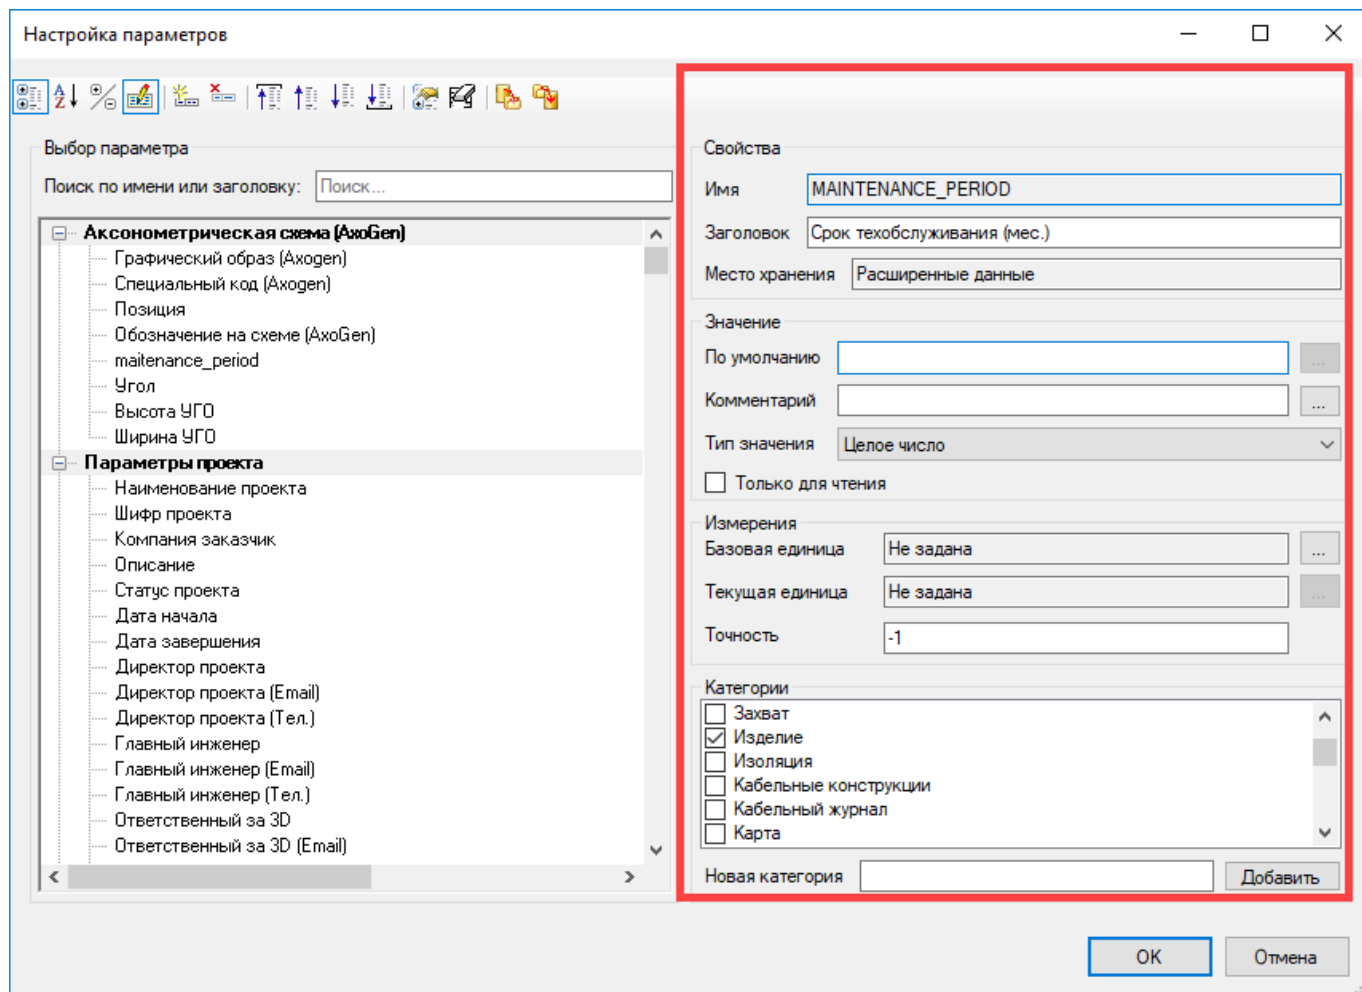 Настройка параметров
Выбор параметра
Поиск по имени или заголовку: Поиск...
Аксонометрическая схема (AxoGen)
Графический образ (Axogen)
Специальный код (Axogen)
Позиция
Обозначение на схеме (AxoGen)
maitenance_period
Угол
Высота УГО
Ширина УГО
Параметры проекта
Наименование проекта
Шифр проекта
Компания заказчик
Описание
Статус проекта
Дата начала
Дата завершения
Директор проекта
Директор проекта (Email)
Директор проекта (Тел.)
Главный инженер
Главный инженер (Email)
Главный инженер (Тел.)
Ответственный за 3D
Ответственный за 3D (Email)
Свойства
Имя MAINTENANCE_PERIOD
Заголовок Срок техобслуживания (мес.)
Место хранения Расширенные данные
Значение
По умолчанию ...
Комментарий ...
Тип значения Целое число
Только для чтения
Измерения
Базовая единица Не задана ...
Текущая единица Не задана ...
Точность -1
Категории
Захват
Изделие
Изоляция
Кабельные конструкции
Кабельный журнал
Карта
Новая категория Добавить
OK Отмена